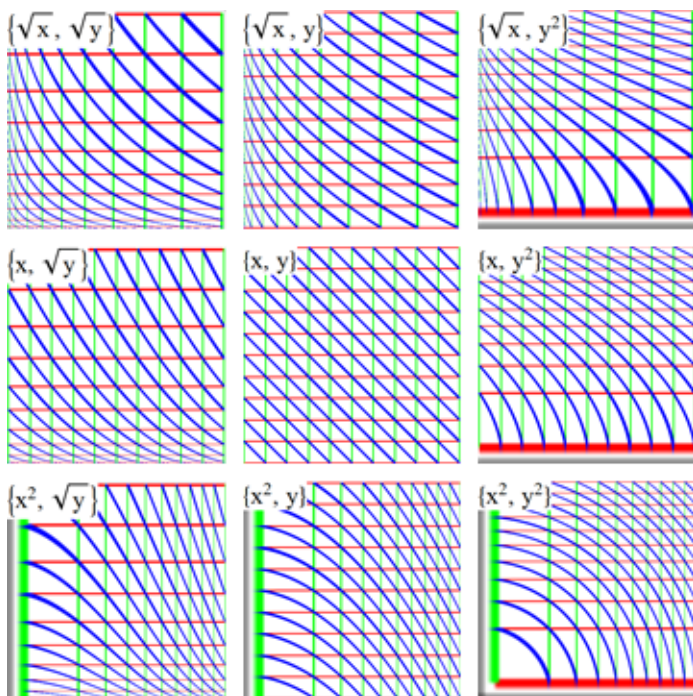 {√x, √y}
{√x, y}
{√x, y²}
{x, √y}
{x, y}
{x, y²}
{x², √y}
{x², y}
{x², y²}